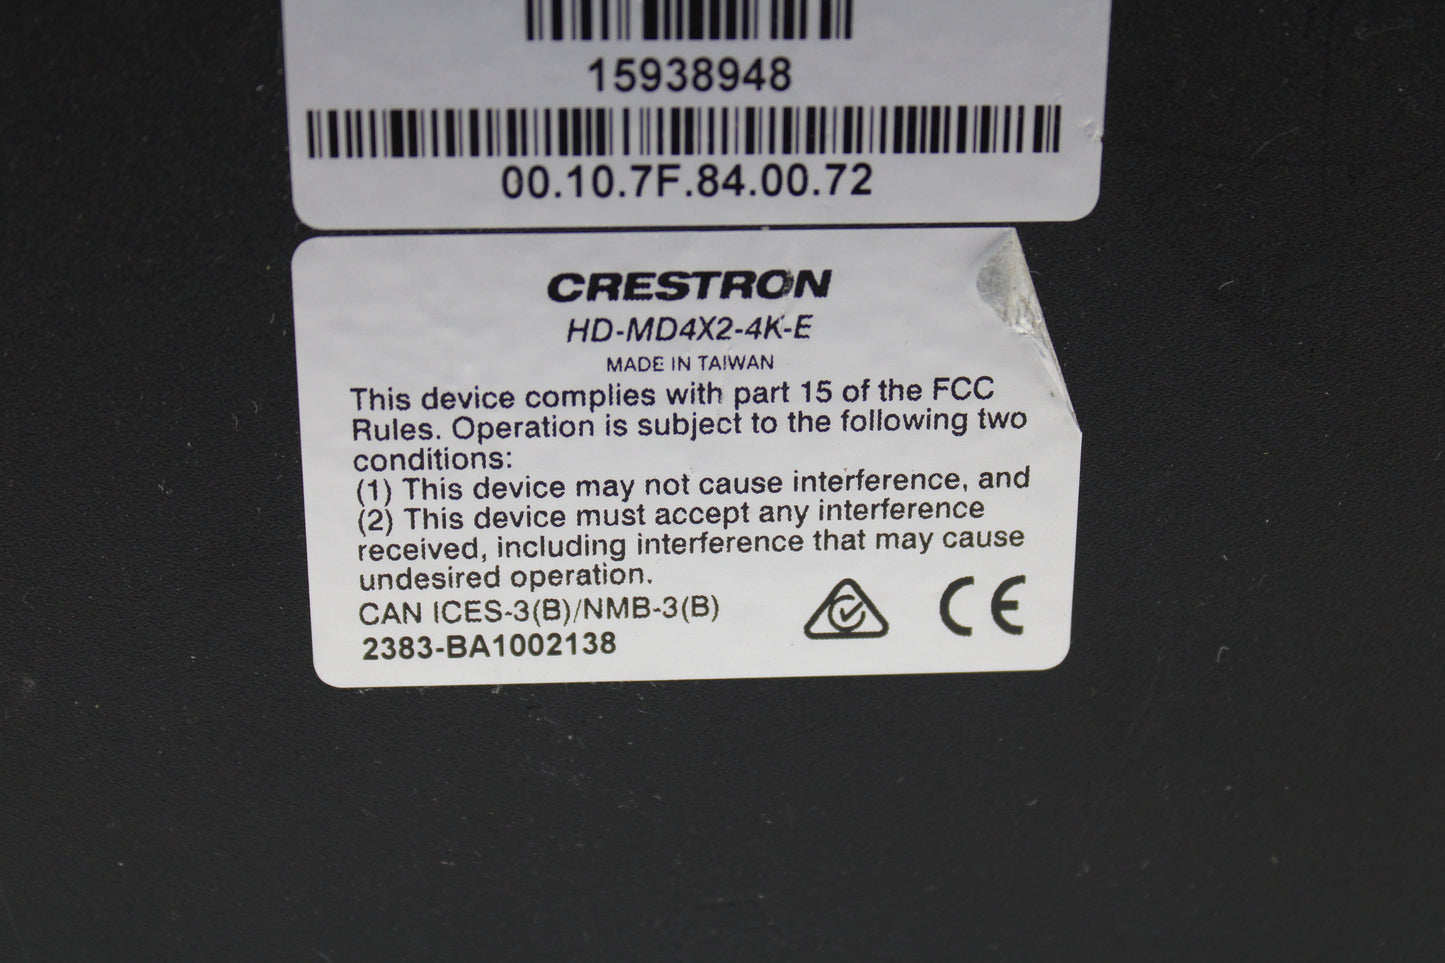 15938948
00.10.7F.84.00.72
CRESTRON
HD-MD4X2-4K-E
MADE IN TAIWAN
This device complies with part 15 of the FCC
Rules. Operation is subject to the following two
conditions:
(1) This device may not cause interference, and
(2) This device must accept any interference
received, including interference that may cause
undesired operation.
CAN ICES-3(B)/NMB-3(B)
2383-BA1002138
CE